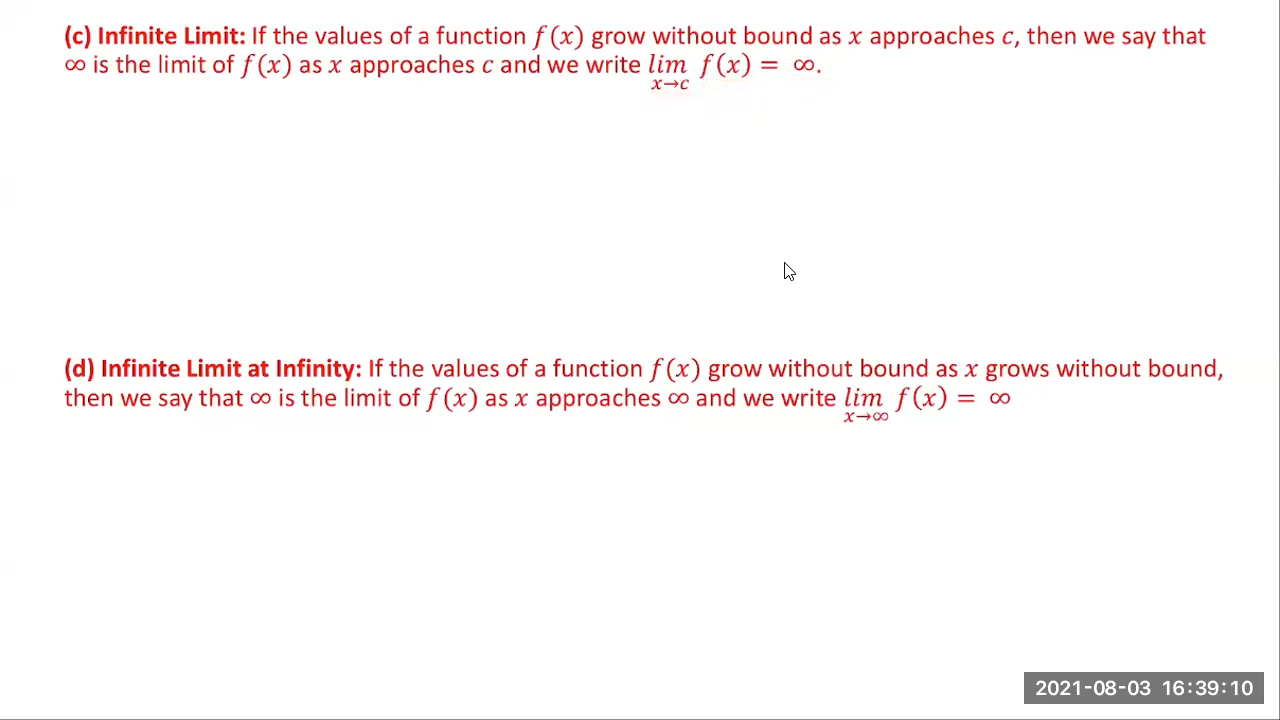 (c) Infinite Limit: If the values of a function f(x) grow without bound as x approaches c, then we say that
∞ is the limit of f(x) as x approaches c and we write lim f(x) = ∞.
x→c
(d) Infinite Limit at Infinity: If the values of a function f(x) grow without bound as x grows without bound,
then we say that ∞ is the limit of f(x) as x approaches ∞ and we write lim f(x) = ∞
x→∞
2021-08-03 16:39:10